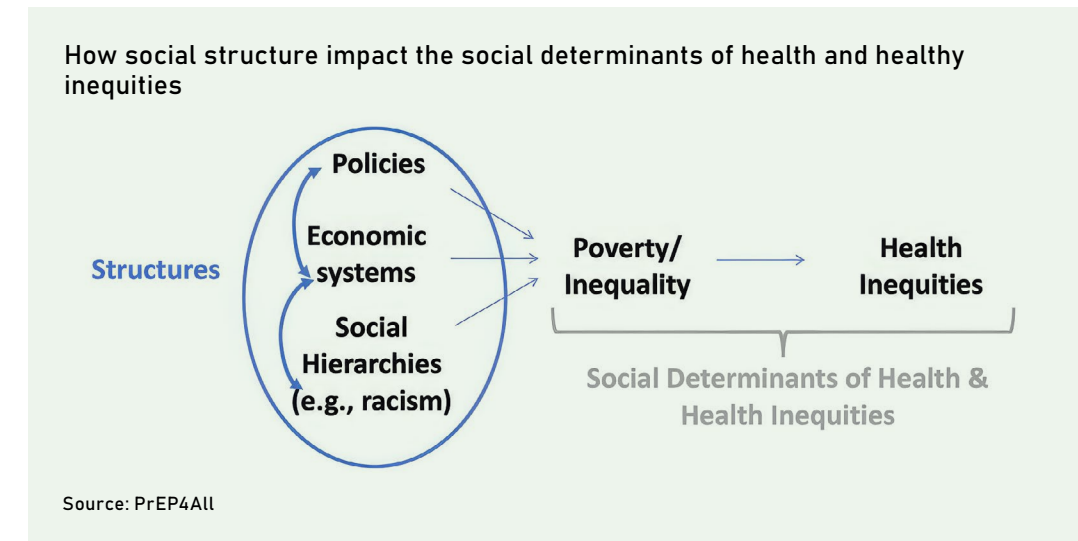 How social structure impact the social determinants of health and healthy
inequities
Policies
Economic
systems
Structures
Social
Hierarchies
(e.g., racism)
Poverty/
Inequality
Health
Inequities
Social Determinants of Health &
Health Inequities
Source: PrEP4All